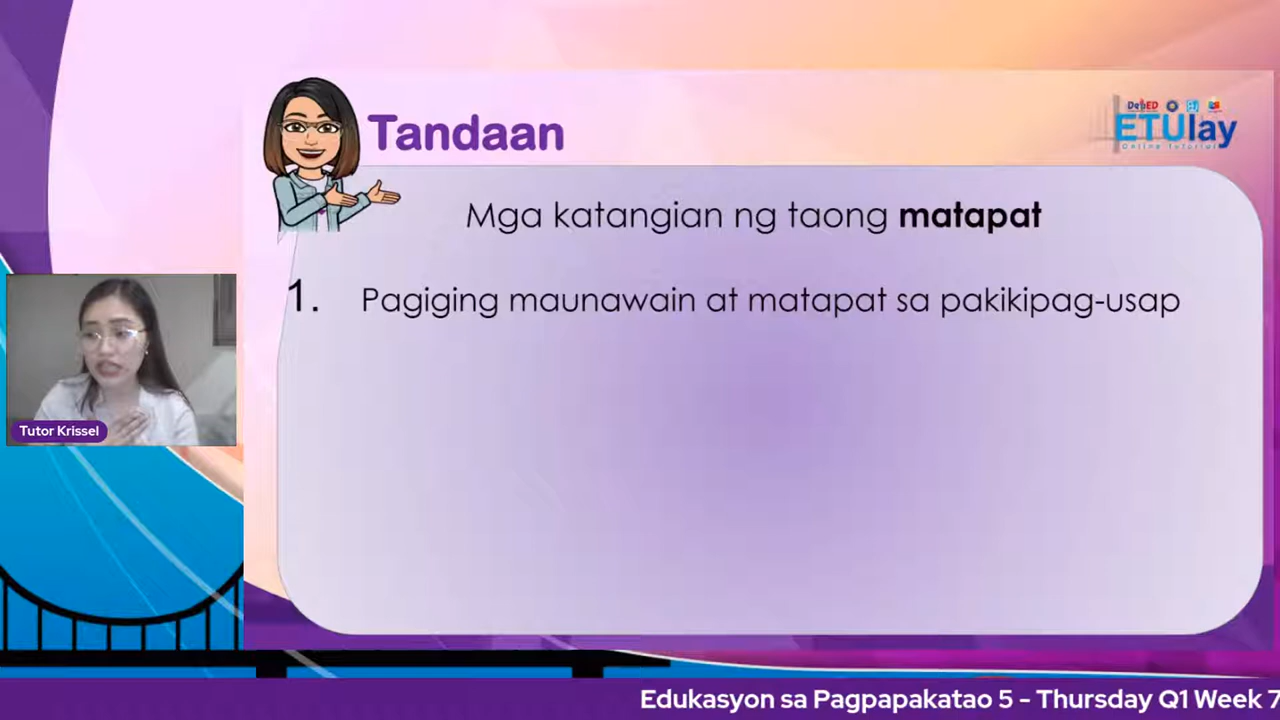 Tandaan
DepED
ETUlay
Online Tutorial
Mga katangian ng taong matapat
1. Pagiging maunawain at matapat sa pakikipag-usap
Tutor Krissel
Edukasyon sa Pagpapakatao 5 - Thursday Q1 Week 7